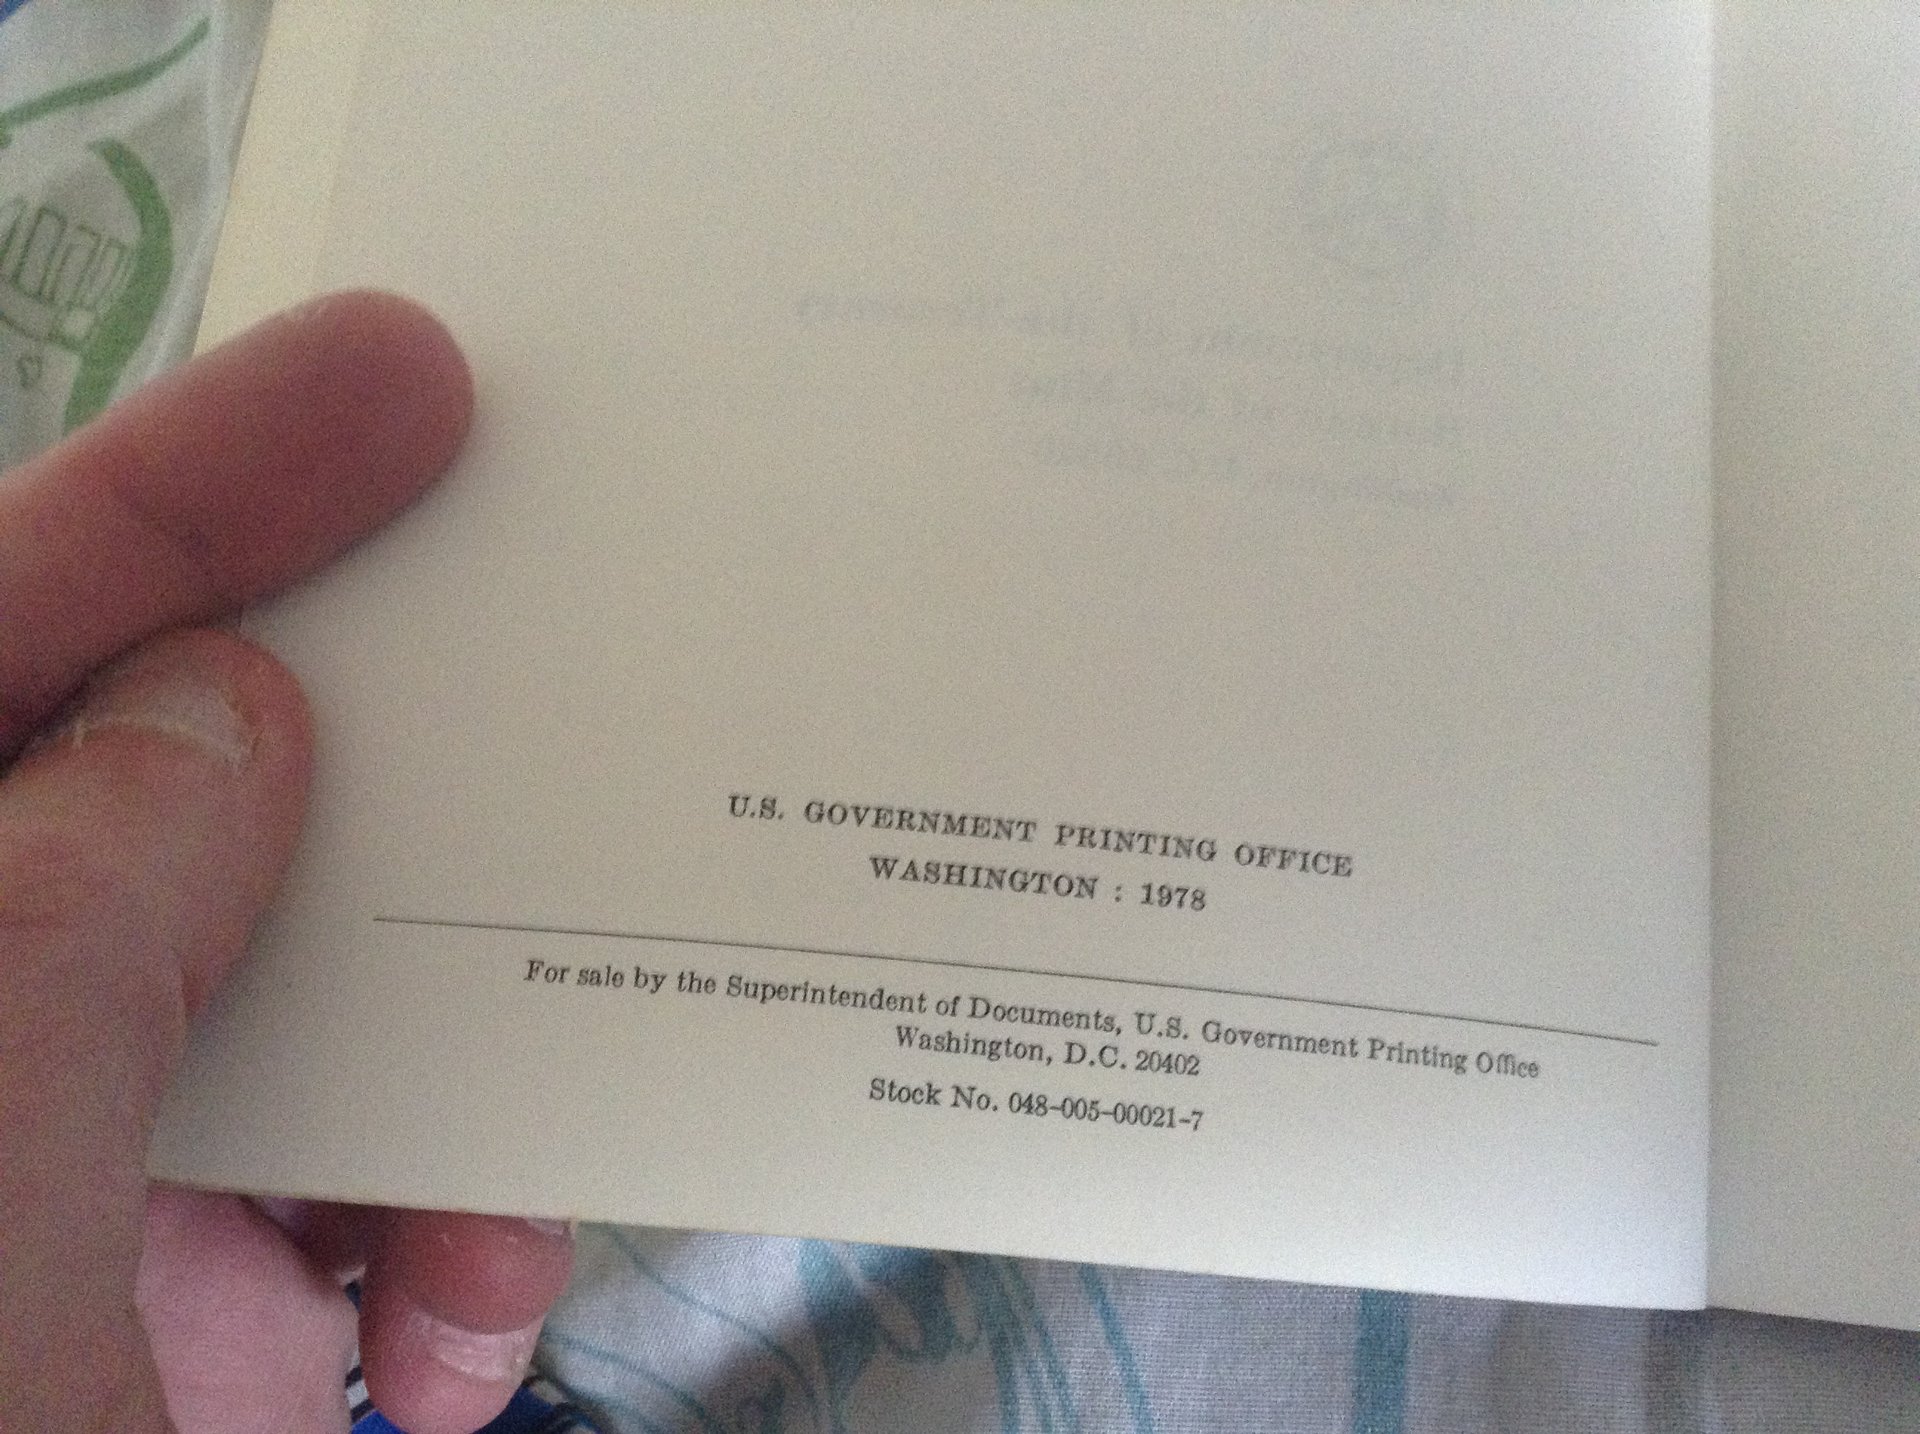 U.S. GOVERNMENT PRINTING OFFICE
WASHINGTON : 1978
For sale by the Superintendent of Documents, U.S. Government Printing Office
Washington, D.C. 20402
Stock No. 048-005-00021-7